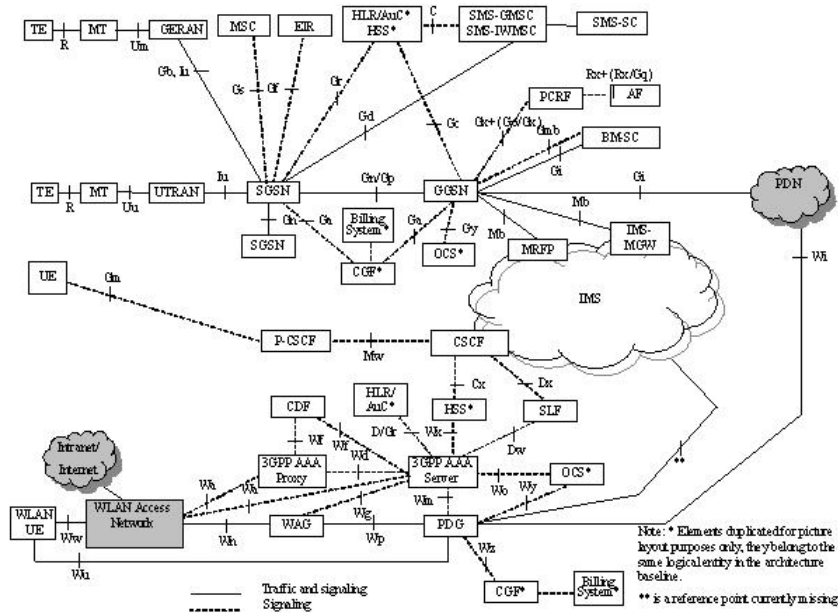 HLR/AuC*
HSS*
C
SMS-GMSC
SMS-IWMSC
SMS-SC
TE
R
MT
Um
GERAN
MSC
EIR
Gb, Iu
Gs
Gf
Gr
Gd
Gc
Rx+ (Rx/Gq)
PCRF
AF
Gx+ (Go/Gx)
Gmb
BM-SC
Gi
TE
R
MT
Uu
UTRAN
Iu
SGSN
Gn/Gp
GGSN
Gi
PDN
Gn
Ga
SGSN
Billing
System*
CGF*
Ga
Gy
OCS*
Mb
Mb
MRFP
IMS-
MGW
Wi
UE
Gm
IMS
P-CSCF
Mw
CSCF
Cx
Dx
HLR/
AuC*
HSS*
SLF
CDF
D/Gr
Wx
Dw
Intranet/
Internet
Wf
Wf
3GPP AAA
Proxy
Wd
3GPP AAA
Server
Wo
OCS*
**
Wa
Wa
Wg
Wm
Wy
WLAN
UE
Ww
WLAN Access
Network
Wn
WAG
Wp
PDG
Wu
Wz
CGF*
Billing
System*
Note: * Elements duplicated for picture
layout purposes only, they belong to the
same logical entity in the architecture
baseline.
** is a reference point currently missing
Traffic and signaling
Signaling